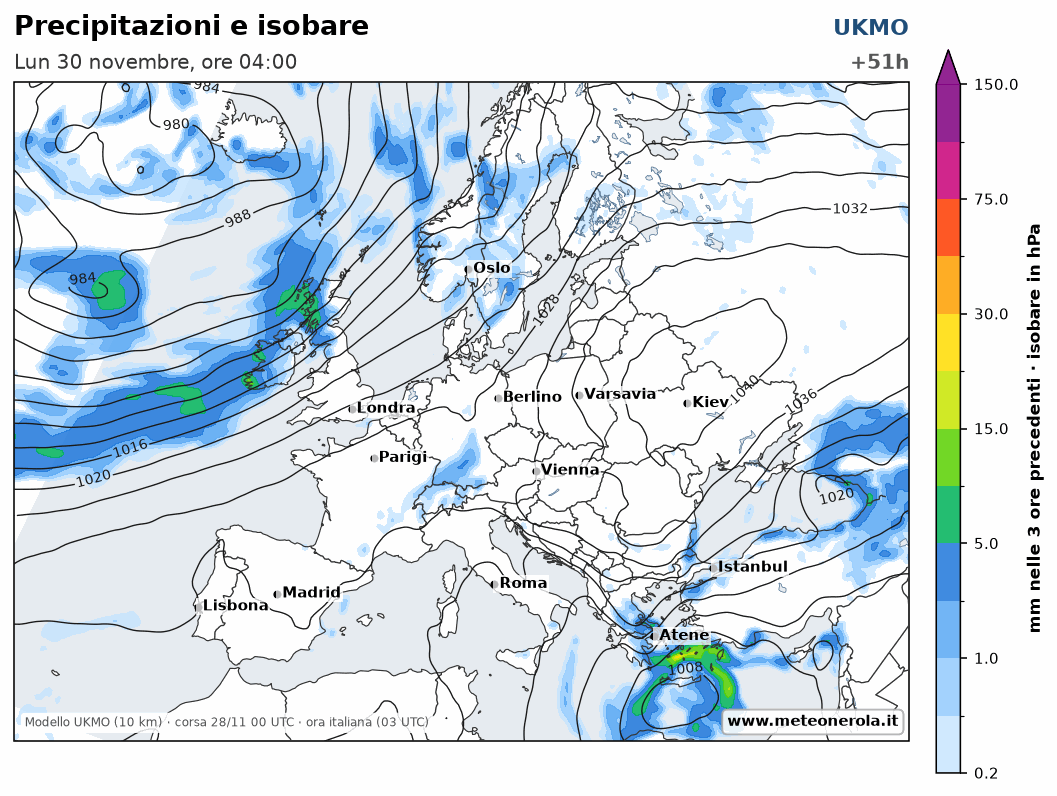 Precipitazioni e isobare
UKMO
Lun 30 novembre, ore 04:00
+51h
984
980
988
984
1032
1028
1040
1036
1016
1020
1020
1008
Oslo
Berlino
Varsavia
Kiev
Londra
Parigi
Vienna
Istanbul
Roma
Madrid
Lisbona
Atene
150.0
75.0
30.0
15.0
5.0
1.0
0.2
mm nelle 3 ore precedenti · isobare in hPa
Modello UKMO (10 km) · corsa 28/11 00 UTC · ora italiana (03 UTC)
www.meteonerola.it